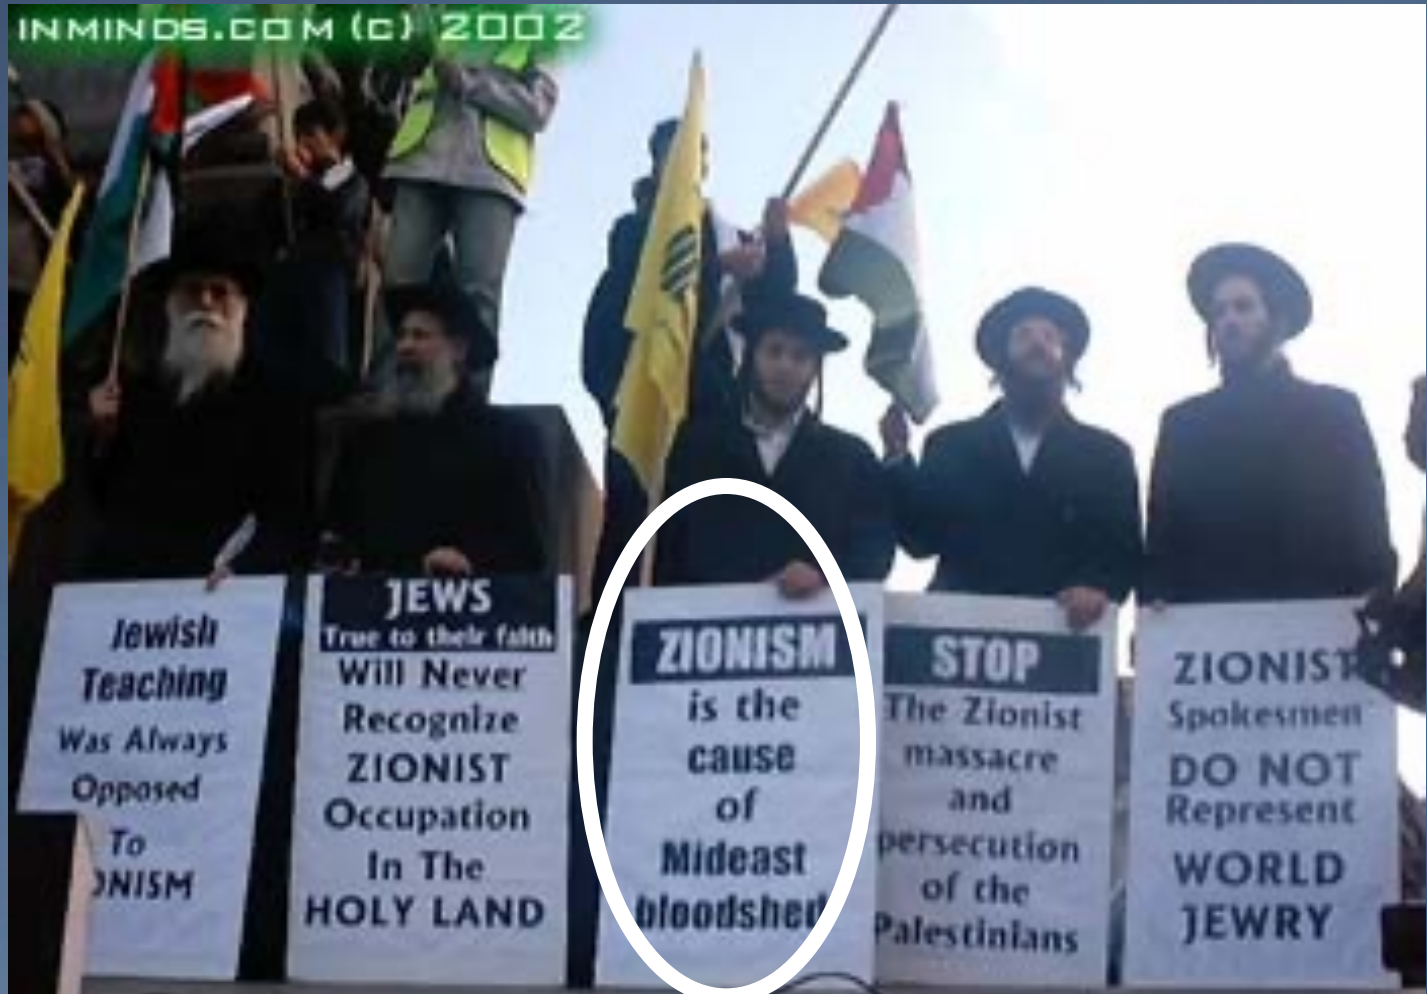 INMINDS.COM (C) 2002
Jewish
Teaching
Was Always
Opposed
To
ONISM
JEWS
True to their faith
Will Never
Recognize
ZIONIST
Occupation
In The
HOLY LAND
ZIONISM
is the
cause
of
Mideast
bloodshed
STOP
The Zionist
massacre
and
persecution
of the
Palestinians
ZIONIST
Spokesmen
DO NOT
Represent
WORLD
JEWRY